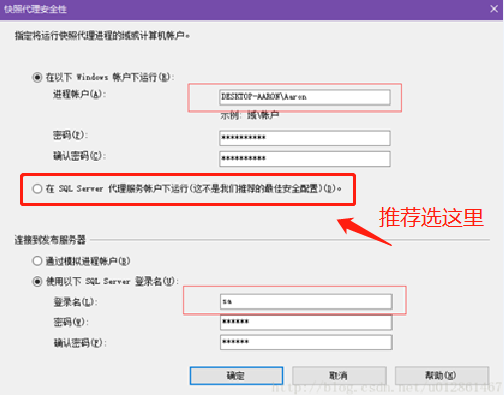 快照代理安全性
指定将运行快照代理进程的域或计算机帐户。
在以下 Windows 帐户下运行(R):
进程帐户(A):
DESKTOP-AARON\Aaron
示例: 域\帐户
密码(P):
**********
确认密码(C):
**********
在 SQL Server 代理服务帐户下运行(这不是我们推荐的最佳安全配置)(I)。
推荐选这里
连接到发布服务器
通过模拟进程帐户(B)
使用以下 SQL Server 登录名(U):
登录名(L):
sa
密码(P):
******
确认密码(F):
******
确定
取消
帮助(H)
http://blog.csdn.net/u012861467